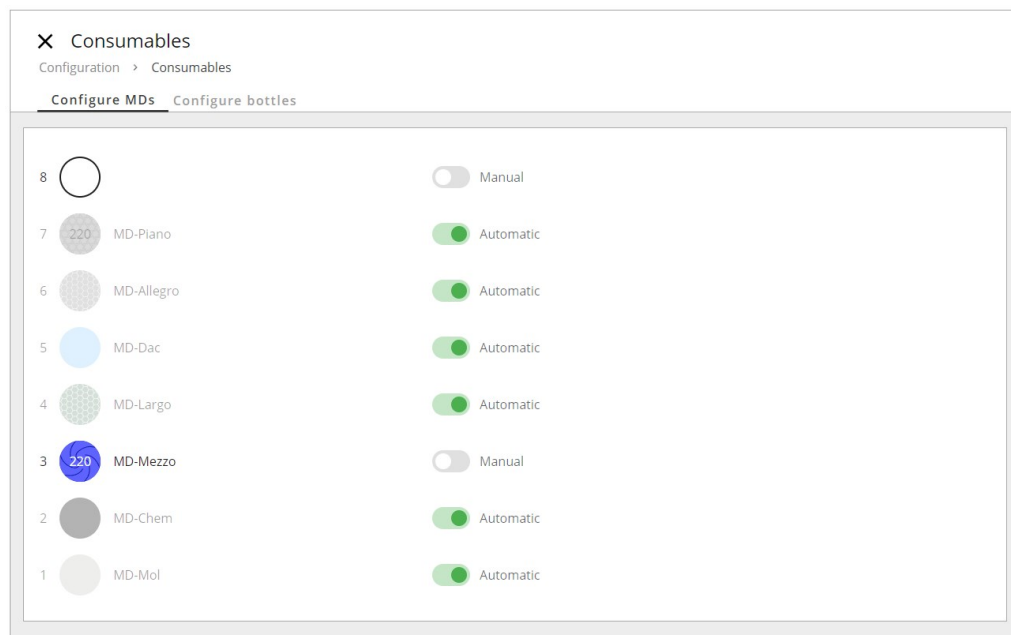 Consumables
Configuration > Consumables
Configure MDs Configure bottles
8 Manual
7 220 MD-Piano Automatic
6 MD-Allegro Automatic
5 MD-Dac Automatic
4 MD-Largo Automatic
3 220 MD-Mezzo Manual
2 MD-Chem Automatic
1 MD-Mol Automatic